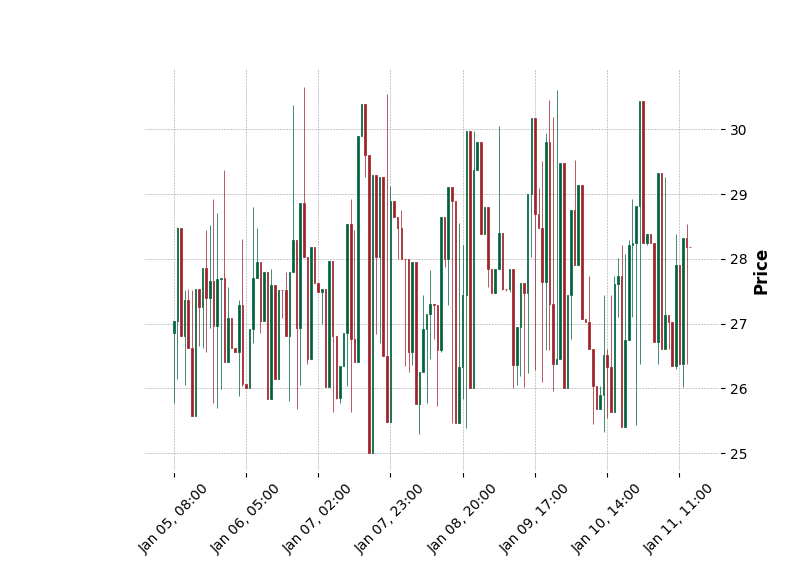 30
29
28
27
26
25
Price
Jan 05, 08:00
Jan 06, 05:00
Jan 07, 02:00
Jan 07, 23:00
Jan 08, 20:00
Jan 09, 17:00
Jan 10, 14:00
Jan 11, 11:00